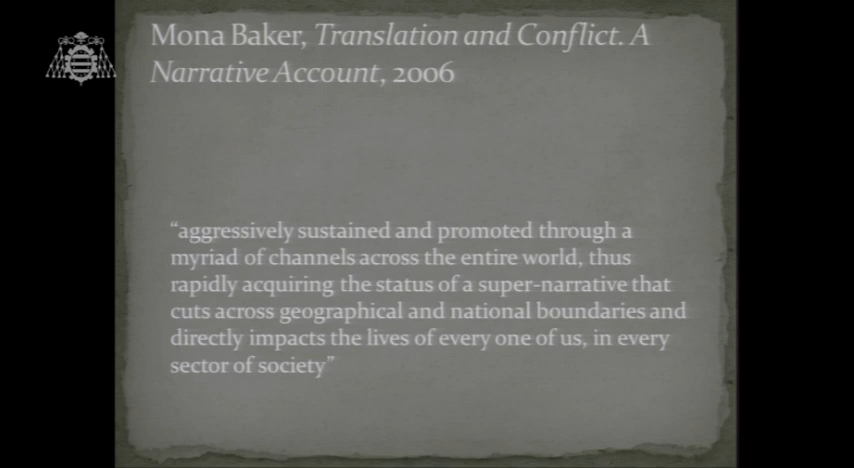 Mona Baker, Translation and Conflict. A
Narrative Account, 2006
“aggressively sustained and promoted through a
myriad of channels across the entire world, thus
rapidly acquiring the status of a super-narrative that
cuts across geographical and national boundaries and
directly impacts the lives of every one of us, in every
sector of society”